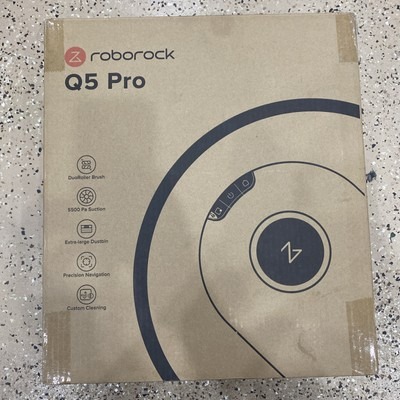 roborock
Q5 Pro
DuoRoller Brush
5500 Pa Suction
Extra-large Dustbin
Precision Navigation
Custom Cleaning